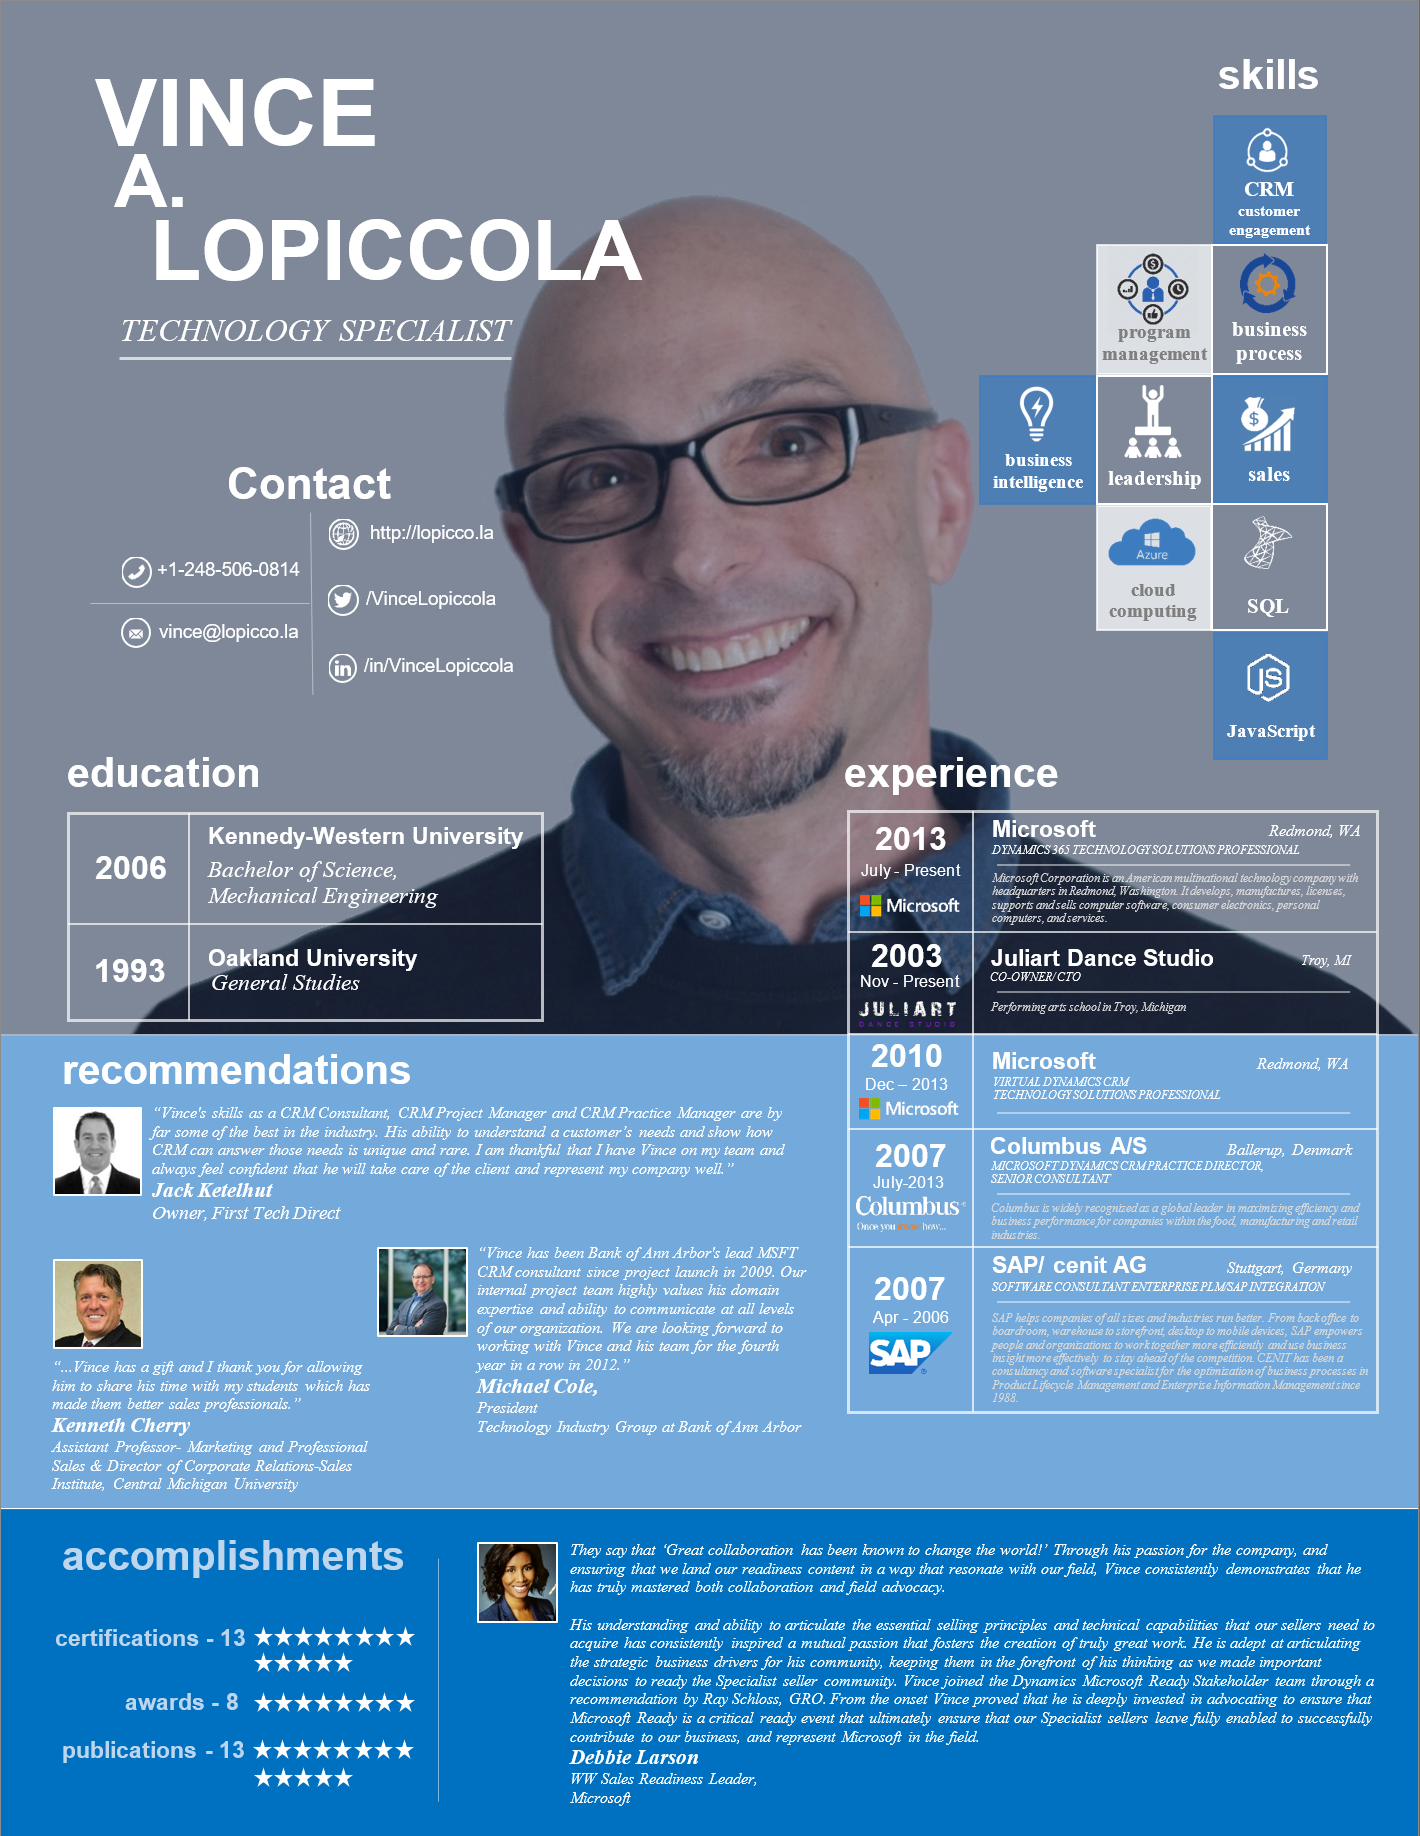 VINCE
A.
LOPICCOLA
TECHNOLOGY SPECIALIST
Contact
+1-248-506-0814
vince@lopicco.la
http://lopicco.la
/VinceLopiccola
in
/in/VinceLopiccola
skills
CRM
customer
engagement
program
management
business
process
business
intelligence
leadership
sales
Azure
cloud
computing
SQL
JS
JavaScript
education
2006
Kennedy-Western University
Bachelor of Science,
Mechanical Engineering
1993
Oakland University
General Studies
experience
2013
July - Present
Microsoft
Microsoft
Redmond, WA
DYNAMICS 365 TECHNOLOGY SOLUTIONS PROFESSIONAL
Microsoft Corporation is an American multinational technology company with
headquarters in Redmond, Washington. It develops, manufactures, licenses,
supports and sells computer software, consumer electronics, personal
computers, and services.
2003
Nov - Present
JULIART
DANCE STUDIO
Juliart Dance Studio
Troy, MI
CO-OWNER/ CTO
Performing arts school in Troy, Michigan
2010
Dec – 2013
Microsoft
Microsoft
Redmond, WA
VIRTUAL DYNAMICS CRM
TECHNOLOGY SOLUTIONS PROFESSIONAL
2007
July-2013
Columbus
Once you know how...
Columbus A/S
Ballerup, Denmark
MICROSOFT DYNAMICS CRM PRACTICE DIRECTOR,
SENIOR CONSULTANT
Columbus is widely recognized as a global leader in maximizing efficiency and
business performance for companies within the food, manufacturing and retail
industries.
2007
Apr - 2006
SAP
SAP/ cenit AG
Stuttgart, Germany
SOFTWARE CONSULTANT ENTERPRISE PLM/SAP INTEGRATION
SAP helps companies of all sizes and industries run better. From back office to
boardroom, warehouse to storefront, desktop to mobile devices, SAP empowers
people and organizations to work together more efficiently and use business
insight more effectively to stay ahead of the competition. CENIT has been a
consultancy and software specialist for the optimization of business processes in
Product Lifecycle Management and Enterprise Information Management since
1988.
recommendations
“Vince's skills as a CRM Consultant, CRM Project Manager and CRM Practice Manager are by
far some of the best in the industry. His ability to understand a customer’s needs and show how
CRM can answer those needs is unique and rare. I am thankful that I have Vince on my team and
always feel confident that he will take care of the client and represent my company well.”
Jack Ketelhut
Owner, First Tech Direct
“...Vince has a gift and I thank you for allowing
him to share his time with my students which has
made them better sales professionals.”
Kenneth Cherry
Assistant Professor- Marketing and Professional
Sales & Director of Corporate Relations-Sales
Institute, Central Michigan University
“Vince has been Bank of Ann Arbor's lead MSFT
CRM consultant since project launch in 2009. Our
internal project team highly values his domain
expertise and ability to communicate at all levels
of our organization. We are looking forward to
working with Vince and his team for the fourth
year in a row in 2012.”
Michael Cole,
President
Technology Industry Group at Bank of Ann Arbor
accomplishments
certifications - 13 ★★★★★★★★
★★★★★
awards - 8 ★★★★★★★★
publications - 13 ★★★★★★★★
★★★★★
They say that ‘Great collaboration has been known to change the world!’ Through his passion for the company, and
ensuring that we land our readiness content in a way that resonate with our field, Vince consistently demonstrates that he
has truly mastered both collaboration and field advocacy.
His understanding and ability to articulate the essential selling principles and technical capabilities that our sellers need to
acquire has consistently inspired a mutual passion that fosters the creation of truly great work. He is adept at articulating
the strategic business drivers for his community, keeping them in the forefront of his thinking as we made important
decisions to ready the Specialist seller community. Vince joined the Dynamics Microsoft Ready Stakeholder team through a
recommendation by Ray Schloss, GRO. From the onset Vince proved that he is deeply invested in advocating to ensure that
Microsoft Ready is a critical ready event that ultimately ensure that our Specialist sellers leave fully enabled to successfully
contribute to our business, and represent Microsoft in the field.
Debbie Larson
WW Sales Readiness Leader,
Microsoft